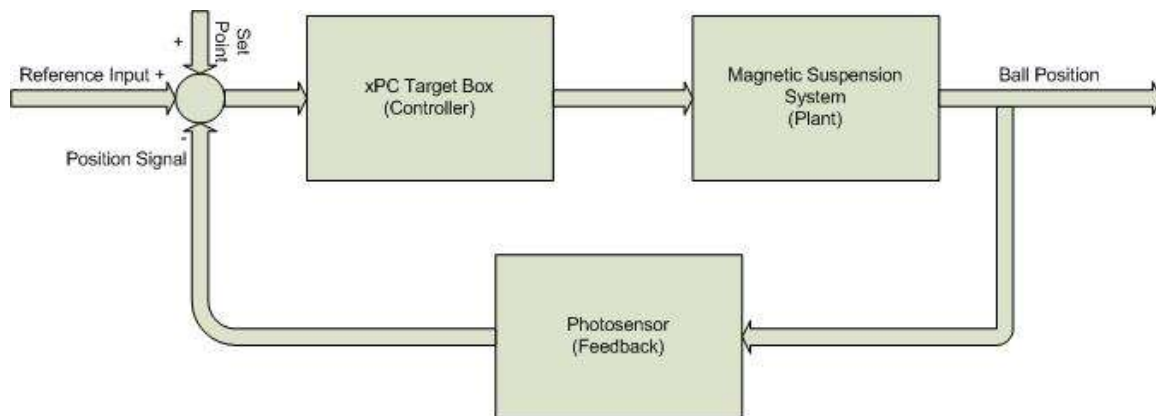 +
Set
Point
Reference Input +
xPC Target Box
(Controller)
Magnetic Suspension
System
(Plant)
Ball Position
-
Position Signal
Photosensor
(Feedback)